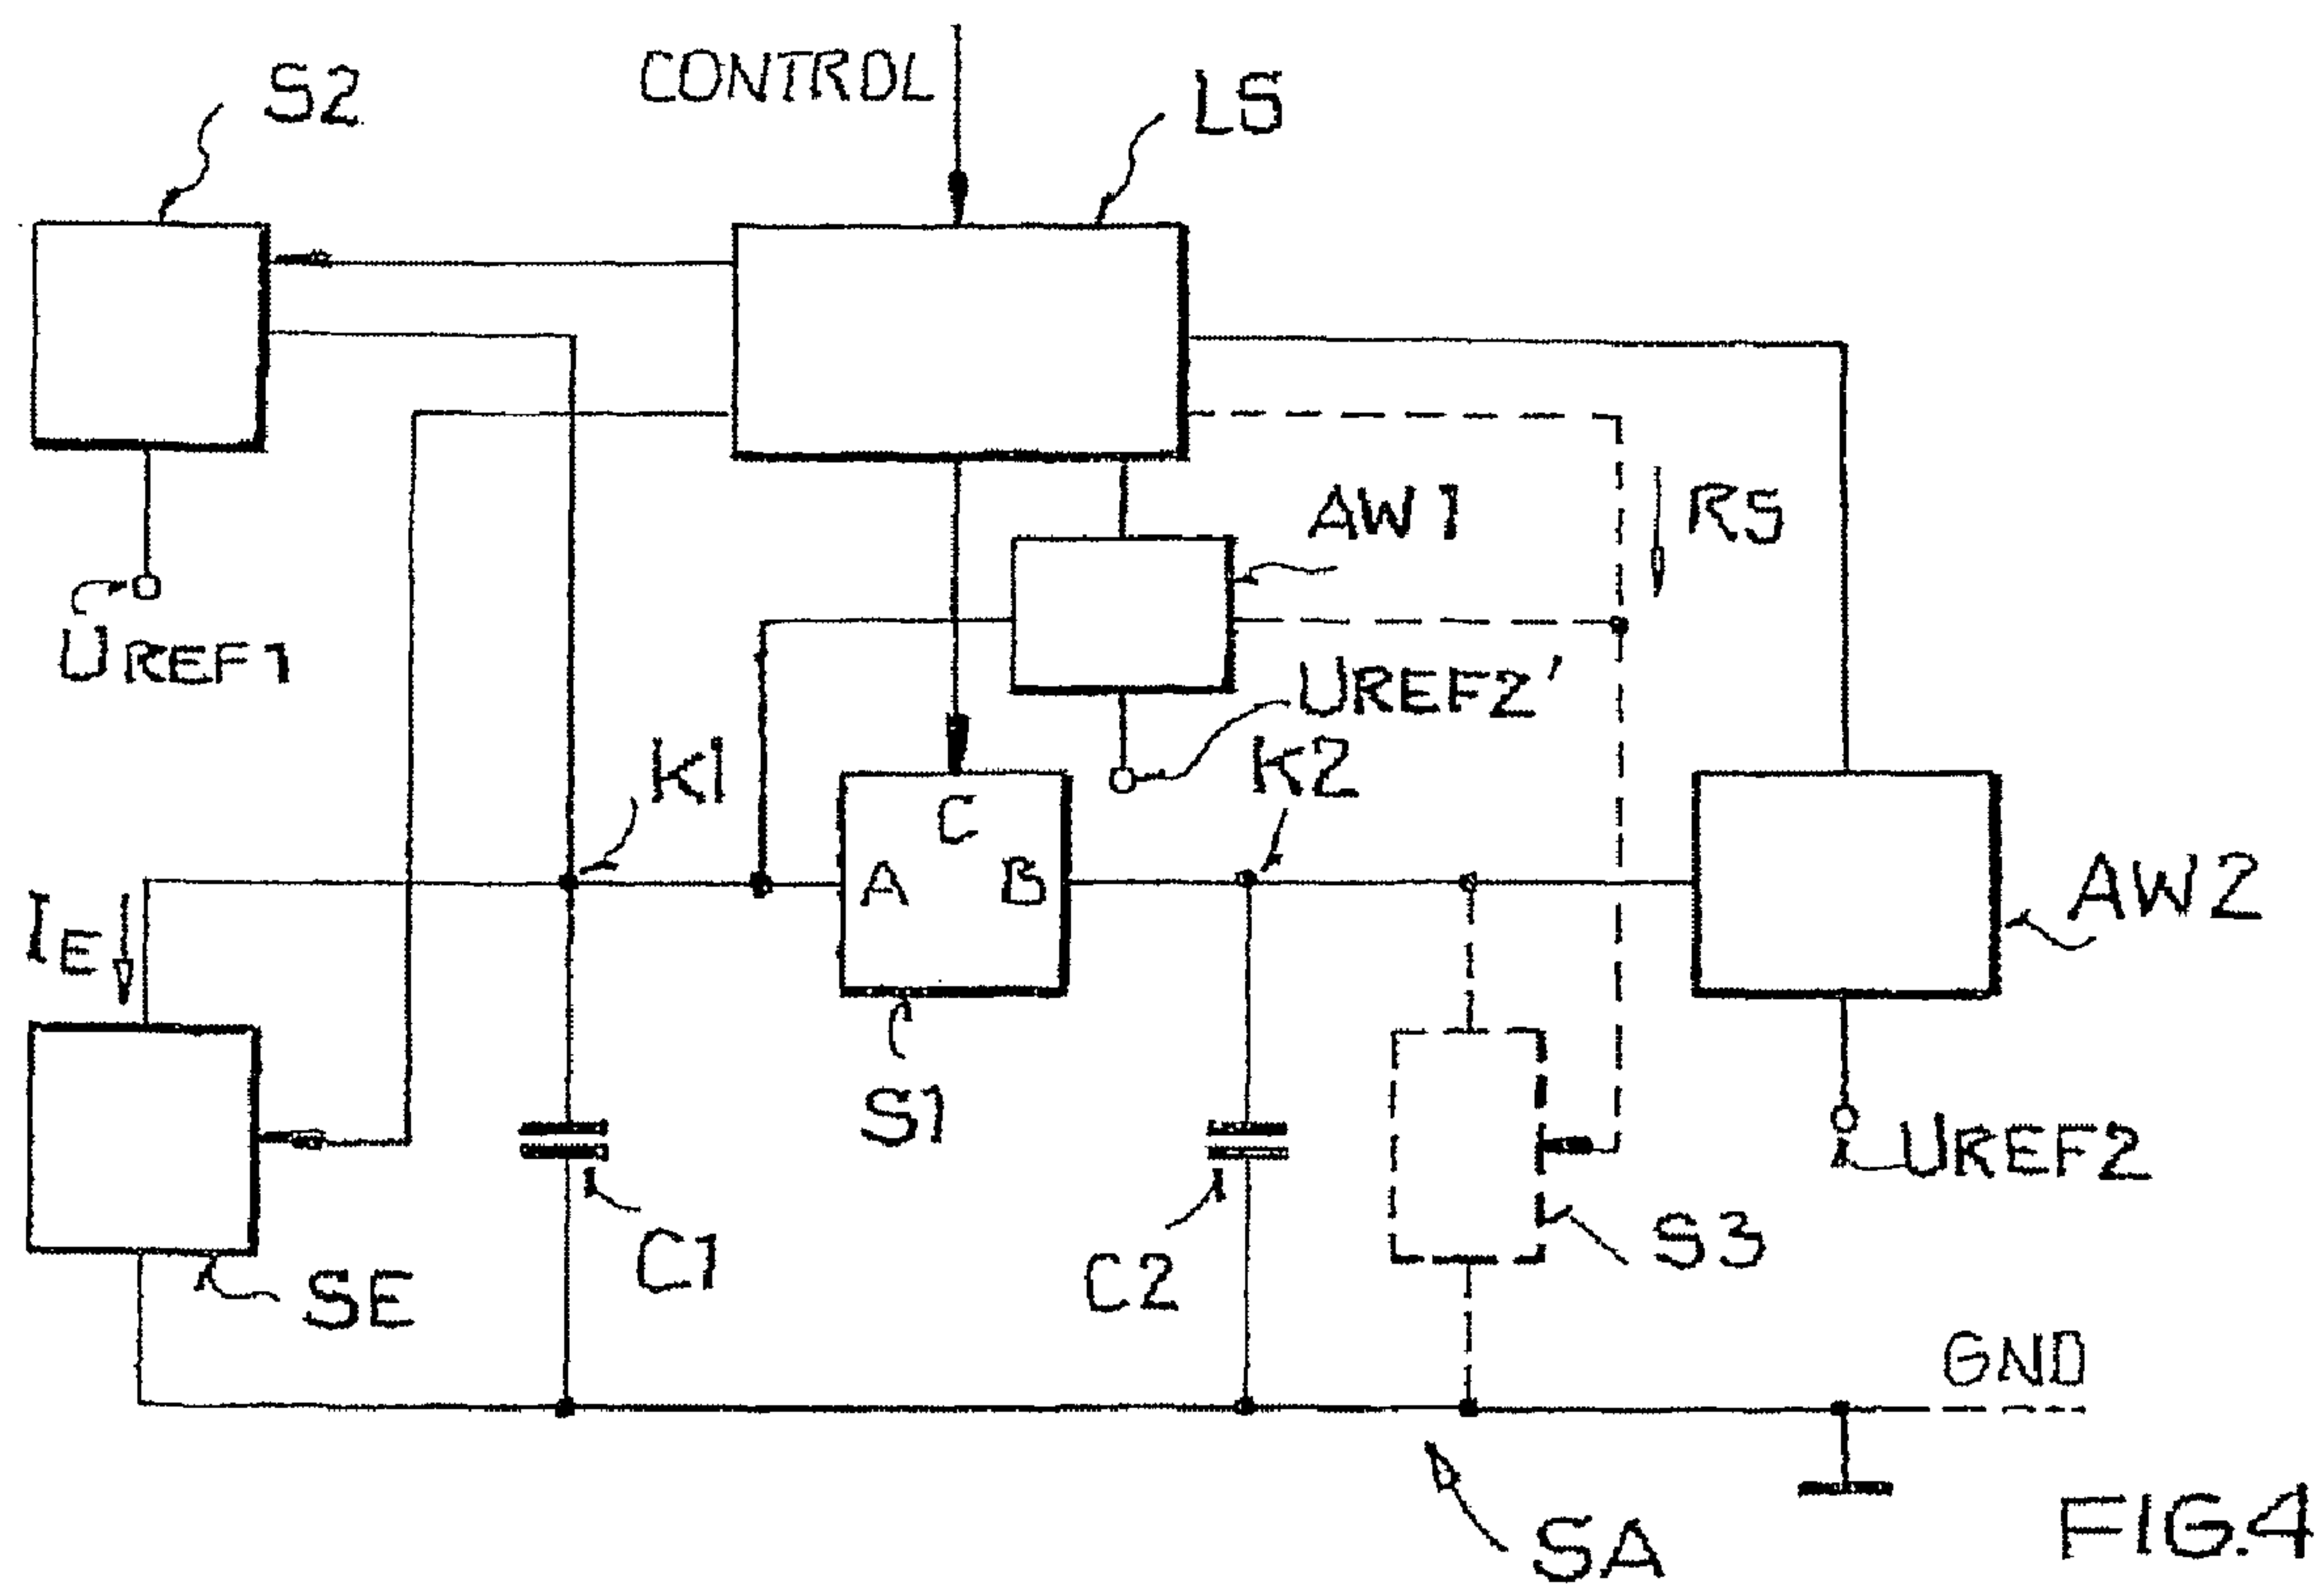 S2
CONTROL
LS
AW1
RS
UREF1
UREF2'
K1
K2
C
A
B
IE
AW2
S1
UREF2
C1
C2
S3
SE
GND
SA
FIG.4